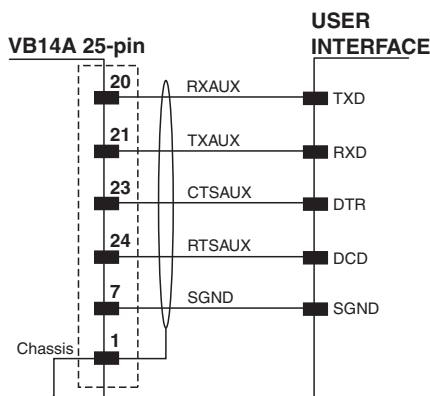 USER
INTERFACE
VB14A 25-pin
20 RXAUX TXD
21 TXAUX RXD
23 CTSAUX DTR
24 RTSAUX DCD
7 SGND SGND
Chassis 1